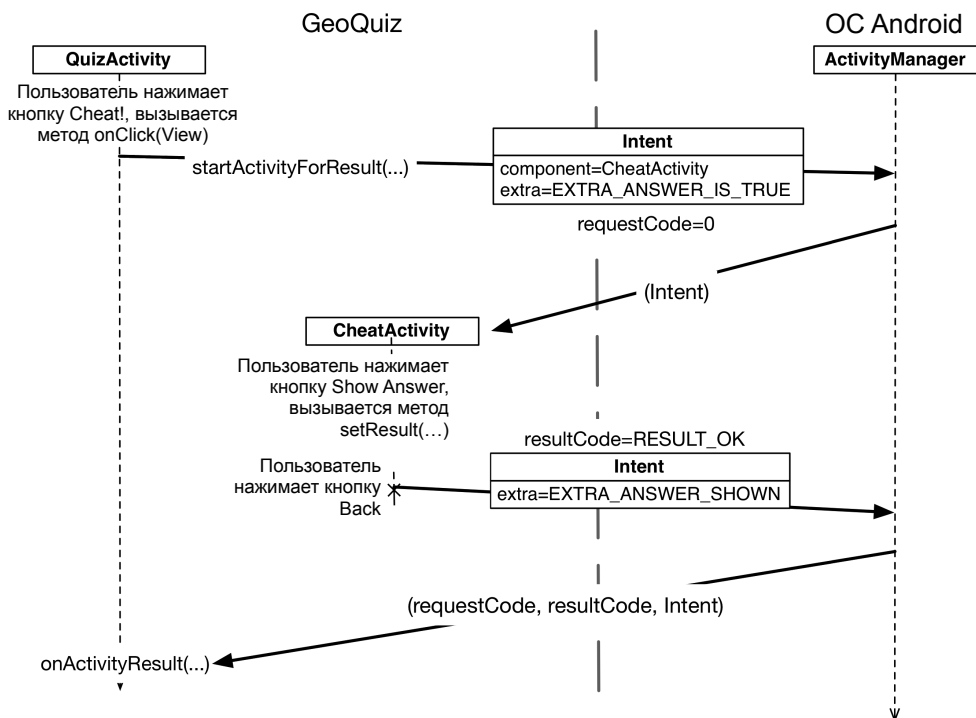 GeoQuiz
ОС Android
QuizActivity
ActivityManager
Пользователь нажимает
кнопку Cheat!, вызывается
метод onClick(View)
startActivityForResult(...)
Intent
component=CheatActivity
extra=EXTRA_ANSWER_IS_TRUE
requestCode=0
(Intent)
CheatActivity
Пользователь нажимает
кнопку Show Answer,
вызывается метод
setResult(…)
resultCode=RESULT_OK
Intent
extra=EXTRA_ANSWER_SHOWN
Пользователь
нажимает кнопку
Back
(requestCode, resultCode, Intent)
onActivityResult(...)